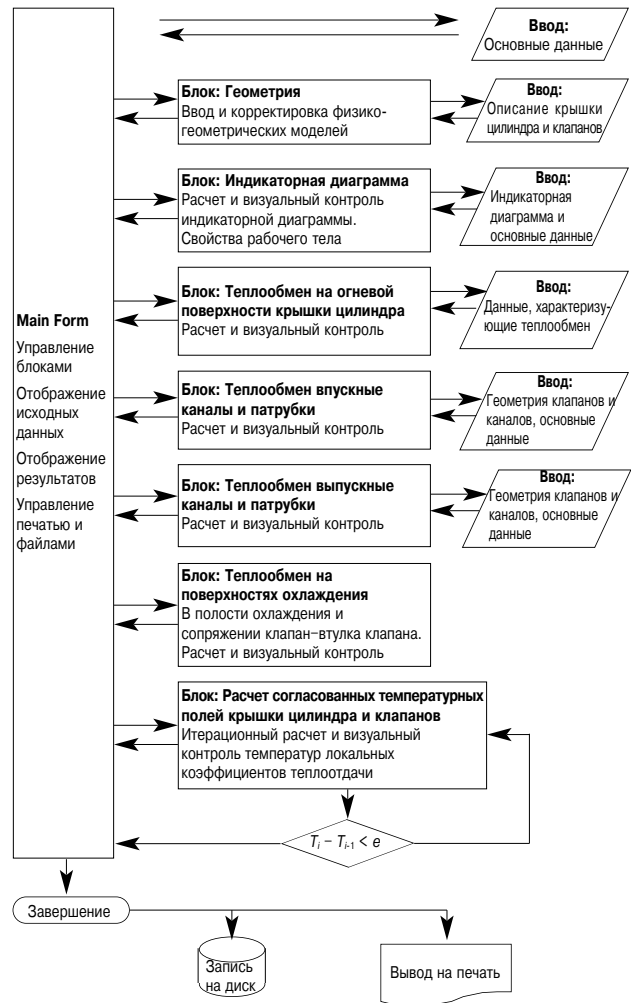 Ввод:
Основные данные
Блок: Геометрия
Ввод и корректировка физико-
геометрических моделей
Ввод:
Описание крышки
цилиндра и клапанов
Блок: Индикаторная диаграмма
Расчет и визуальный контроль
индикаторной диаграммы.
Свойства рабочего тела
Ввод:
Индикаторная
диаграмма и
основные данные
Блок: Теплообмен на огневой
поверхности крышки цилиндра
Расчет и визуальный контроль
Ввод:
Данные, характеризу-
ющие теплообмен
Main Form
Управление
блоками
Отображение
исходных
данных
Отображение
результатов
Управление
печатью и
файлами
Блок: Теплообмен впускные
каналы и патрубки
Расчет и визуальный контроль
Ввод:
Геометрия клапанов и
каналов, основные
данные
Блок: Теплообмен выпускные
каналы и патрубки
Расчет и визуальный контроль
Ввод:
Геометрия клапанов и
каналов, основные
данные
Блок: Теплообмен на
поверхностях охлаждения
В полости охлаждения и
сопряжении клапан–втулка клапана.
Расчет и визуальный контроль
Блок: Расчет согласованных температурных
полей крышки цилиндра и клапанов
Итерационный расчет и визуальный
контроль температур локальных
коэффициентов теплоотдачи
Ti – Ti-1 < e
Завершение
Запись
на диск
Вывод на печать